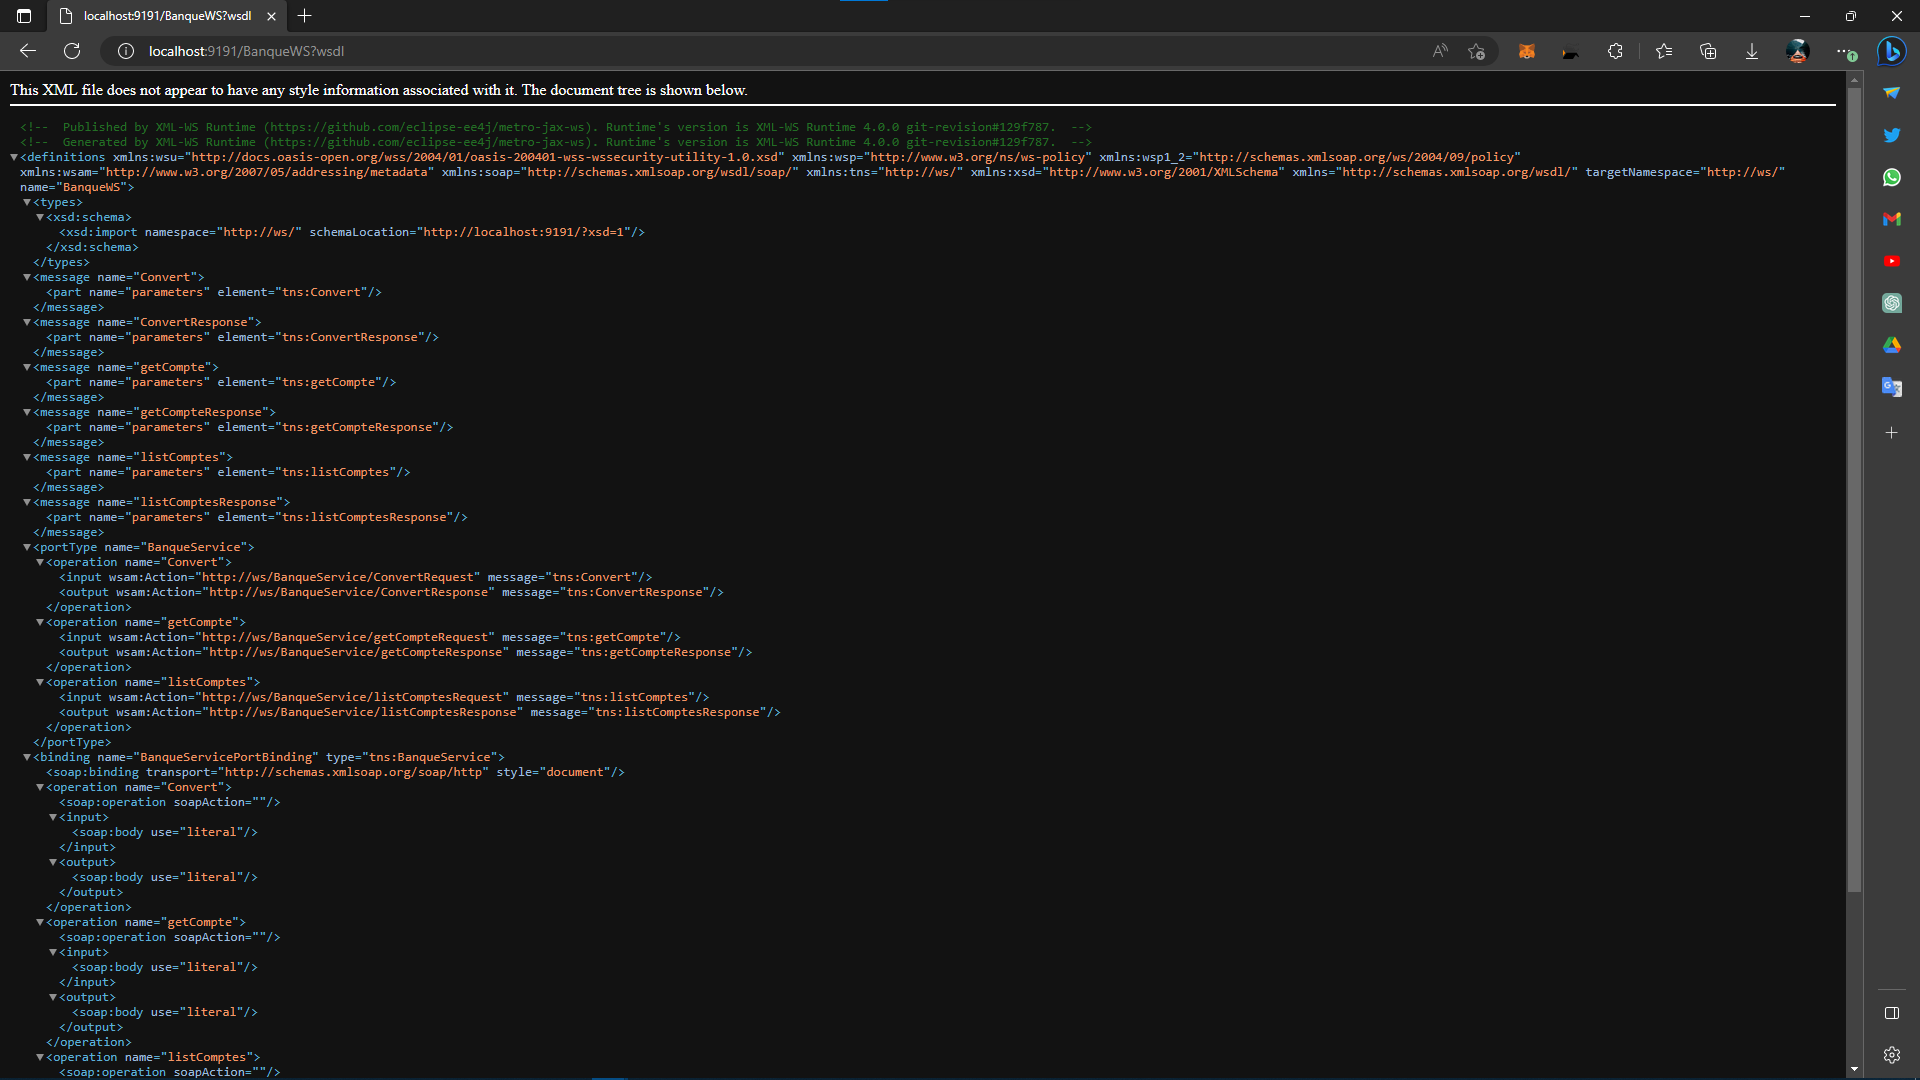 localhost:9191/BanqueWS?wsdl
localhost:9191/BanqueWS?wsdl
This XML file does not appear to have any style information associated with it. The document tree is shown below.
<!-- Published by XML-WS Runtime (https://github.com/eclipse-ee4j/metro-jax-ws). Runtime's version is XML-WS Runtime 4.0.0 git-revision#129f787. -->
<!-- Generated by XML-WS Runtime (https://github.com/eclipse-ee4j/metro-jax-ws). Runtime's version is XML-WS Runtime 4.0.0 git-revision#129f787. -->
▼<definitions xmlns:wsu="http://docs.oasis-open.org/wss/2004/01/oasis-200401-wss-wssecurity-utility-1.0.xsd" xmlns:wsp="http://www.w3.org/ns/ws-policy" xmlns:wsp1_2="http://schemas.xmlsoap.org/ws/2004/09/policy"
xmlns:wsam="http://www.w3.org/2007/05/addressing/metadata" xmlns:soap="http://schemas.xmlsoap.org/wsdl/soap/" xmlns:tns="http://ws/" xmlns:xsd="http://www.w3.org/2001/XMLSchema" xmlns="http://schemas.xmlsoap.org/wsdl/" targetNamespace="http://ws/"
name="BanqueWS">
▼<types>
▼<xsd:schema>
<xsd:import namespace="http://ws/" schemaLocation="http://localhost:9191/?xsd=1"/>
</xsd:schema>
</types>
▼<message name="Convert">
<part name="parameters" element="tns:Convert"/>
</message>
▼<message name="ConvertResponse">
<part name="parameters" element="tns:ConvertResponse"/>
</message>
▼<message name="getCompte">
<part name="parameters" element="tns:getCompte"/>
</message>
▼<message name="getCompteResponse">
<part name="parameters" element="tns:getCompteResponse"/>
</message>
▼<message name="listComptes">
<part name="parameters" element="tns:listComptes"/>
</message>
▼<message name="listComptesResponse">
<part name="parameters" element="tns:listComptesResponse"/>
</message>
▼<portType name="BanqueService">
▼<operation name="Convert">
<input wsam:Action="http://ws/BanqueService/ConvertRequest" message="tns:Convert"/>
<output wsam:Action="http://ws/BanqueService/ConvertResponse" message="tns:ConvertResponse"/>
</operation>
▼<operation name="getCompte">
<input wsam:Action="http://ws/BanqueService/getCompteRequest" message="tns:getCompte"/>
<output wsam:Action="http://ws/BanqueService/getCompteResponse" message="tns:getCompteResponse"/>
</operation>
▼<operation name="listComptes">
<input wsam:Action="http://ws/BanqueService/listComptesRequest" message="tns:listComptes"/>
<output wsam:Action="http://ws/BanqueService/listComptesResponse" message="tns:listComptesResponse"/>
</operation>
</portType>
▼<binding name="BanqueServicePortBinding" type="tns:BanqueService">
<soap:binding transport="http://schemas.xmlsoap.org/soap/http" style="document"/>
▼<operation name="Convert">
<soap:operation soapAction=""/>
▼<input>
<soap:body use="literal"/>
</input>
▼<output>
<soap:body use="literal"/>
</output>
</operation>
▼<operation name="getCompte">
<soap:operation soapAction=""/>
▼<input>
<soap:body use="literal"/>
</input>
▼<output>
<soap:body use="literal"/>
</output>
</operation>
▼<operation name="listComptes">
<soap:operation soapAction=""/>